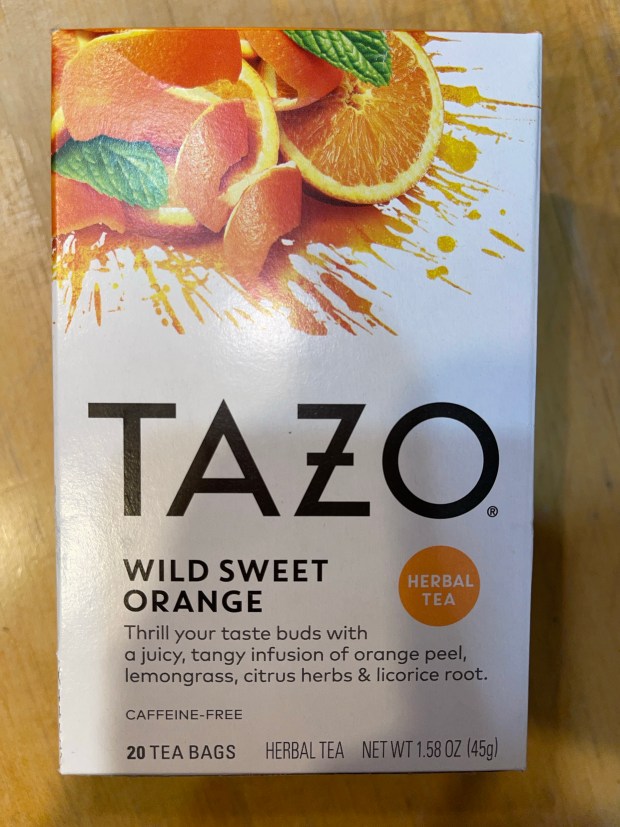 TAZO®
WILD SWEET
ORANGE
HERBAL
TEA
Thrill your taste buds with
a juicy, tangy infusion of orange peel,
lemongrass, citrus herbs & licorice root.
CAFFEINE-FREE
20 TEA BAGS HERBAL TEA NET WT 1.58 OZ (45g)